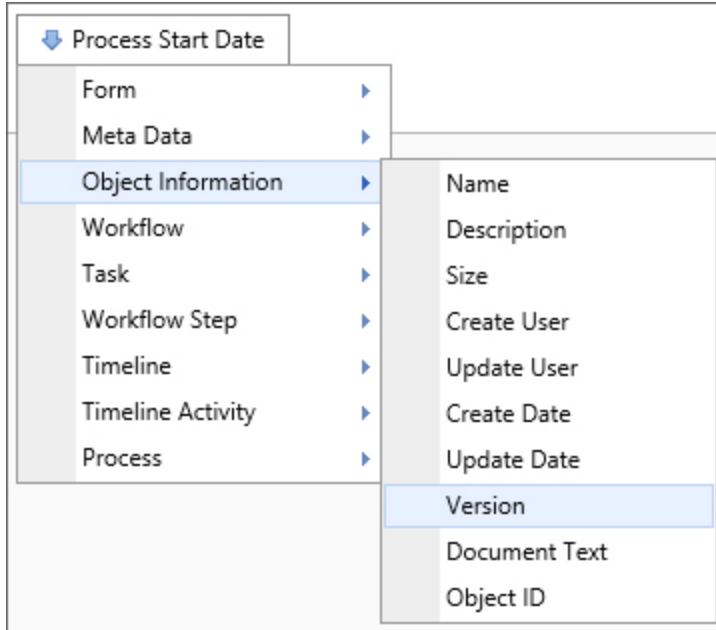 Process Start Date
Form
Meta Data
Object Information
Workflow
Task
Workflow Step
Timeline
Timeline Activity
Process
Name
Description
Size
Create User
Update User
Create Date
Update Date
Version
Document Text
Object ID